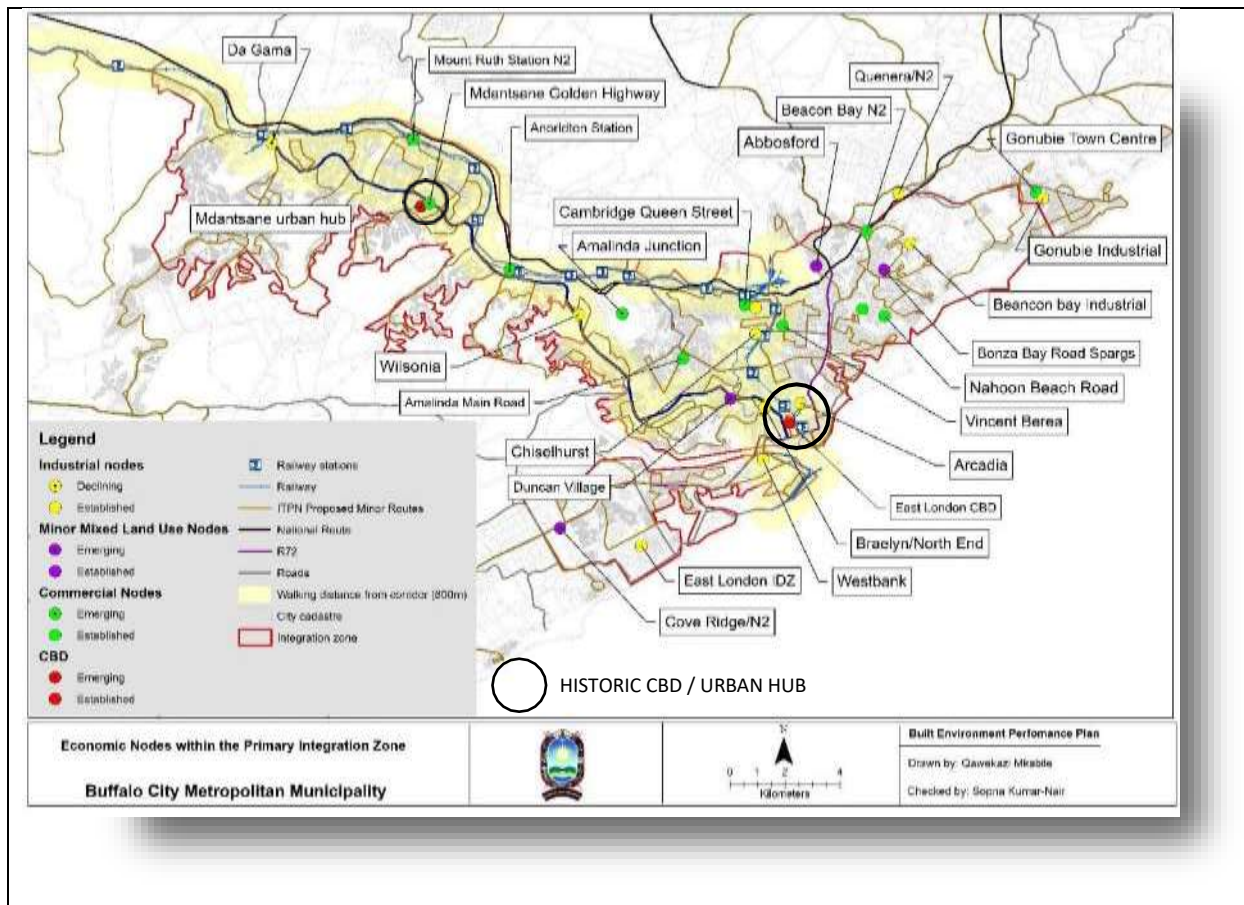 Da Gama
Mount Ruth Station N2
Mdantsane Golden Highway
Quenera/N2
Beacon Bay N2
Abbosford
Gonubie Town Centre
Mdantsane urban hub
Cambridge Queen Street
Amalinda Junction
Gonubie Industrial
Beancon bay Industrial
Wilsonia
Bonza Bay Road Spargs
Nahoon Beach Road
Amalinda Main Road
Vincent Berea
Chiselhurst
Arcadia
Duncan Village
East London CBD
Braelyn/North End
East London IDZ
Westbank
Cove Ridge/N2
Legend
Industrial nodes
Declining
Established
Minor Mixed Land Use Nodes
Emerging
Established
Commercial Nodes
Emerging
Established
CBD
Emerging
Established
Railway stations
Railway
ITPN Proposed Minor Routes
National Route
R72
Roads
Walking distance from corridor (800m)
City cadastre
Integration zone
HISTORIC CBD / URBAN HUB
Economic Nodes within the Primary Integration Zone
Buffalo City Metropolitan Municipality
N
0 1 2 4
Kilometers
Built Environment Perfomance Plan
Drawn by: Qawekazi Mkabile
Checked by: Sopna Kumar-Nair